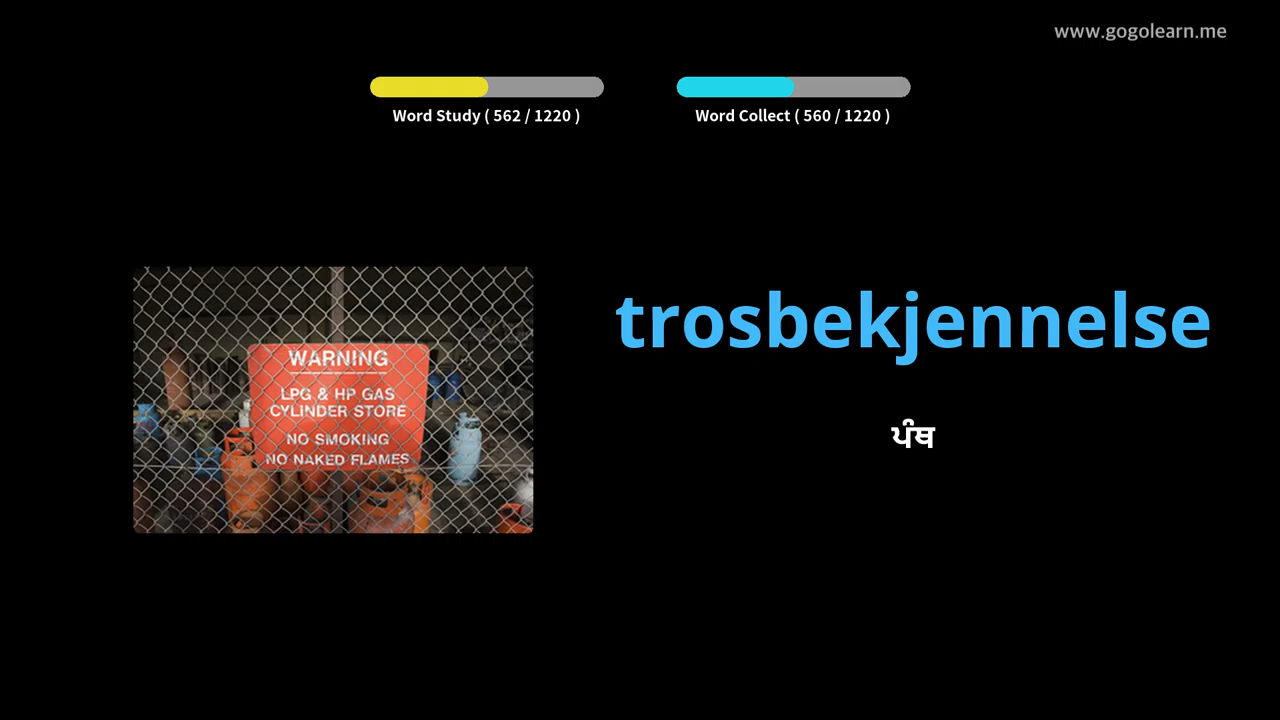 www.gogolearn.me
Word Study ( 562 / 1220 )
Word Collect ( 560 / 1220 )
WARNING
LPG & HP GAS
CYLINDER STORE
NO SMOKING
NO NAKED FLAMES
trosbekjennelse
ਪੰਥ